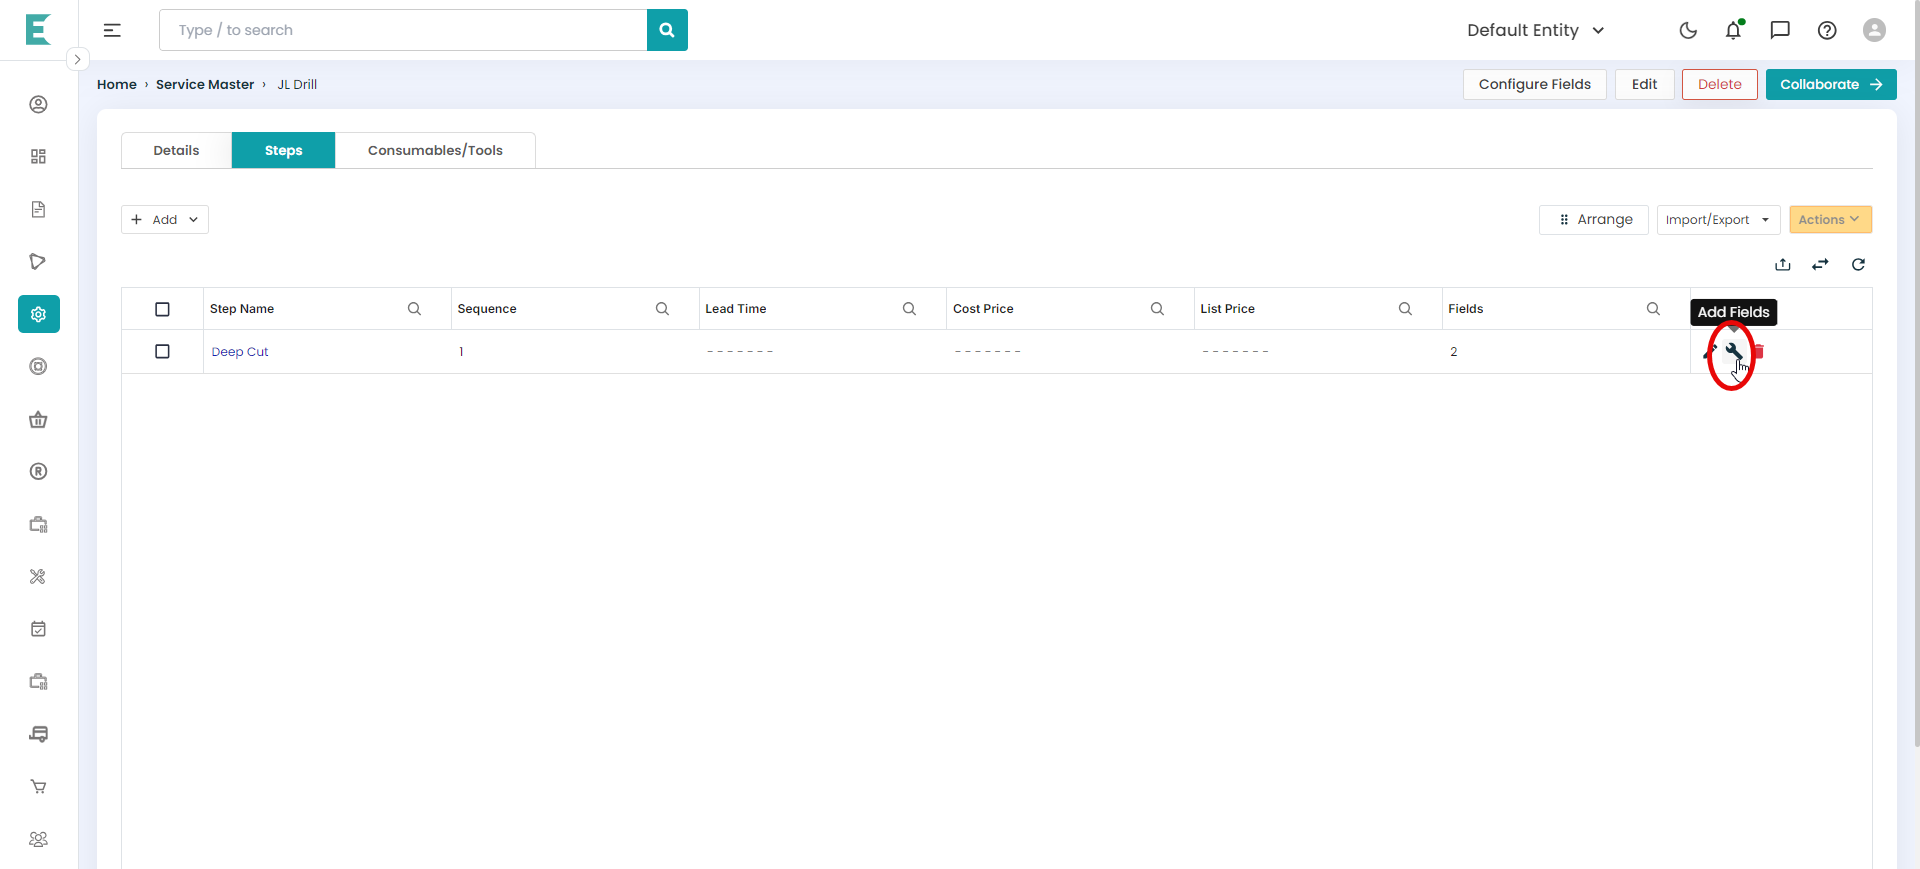 Type / to search
Default Entity
Home › Service Master › JL Drill
Configure Fields
Edit
Delete
Collaborate →
Details
Steps
Consumables/Tools
+ Add
Arrange
Import/Export
Actions
Step Name
Sequence
Lead Time
Cost Price
List Price
Fields
Add Fields
Deep Cut
1
-------
-------
-------
2